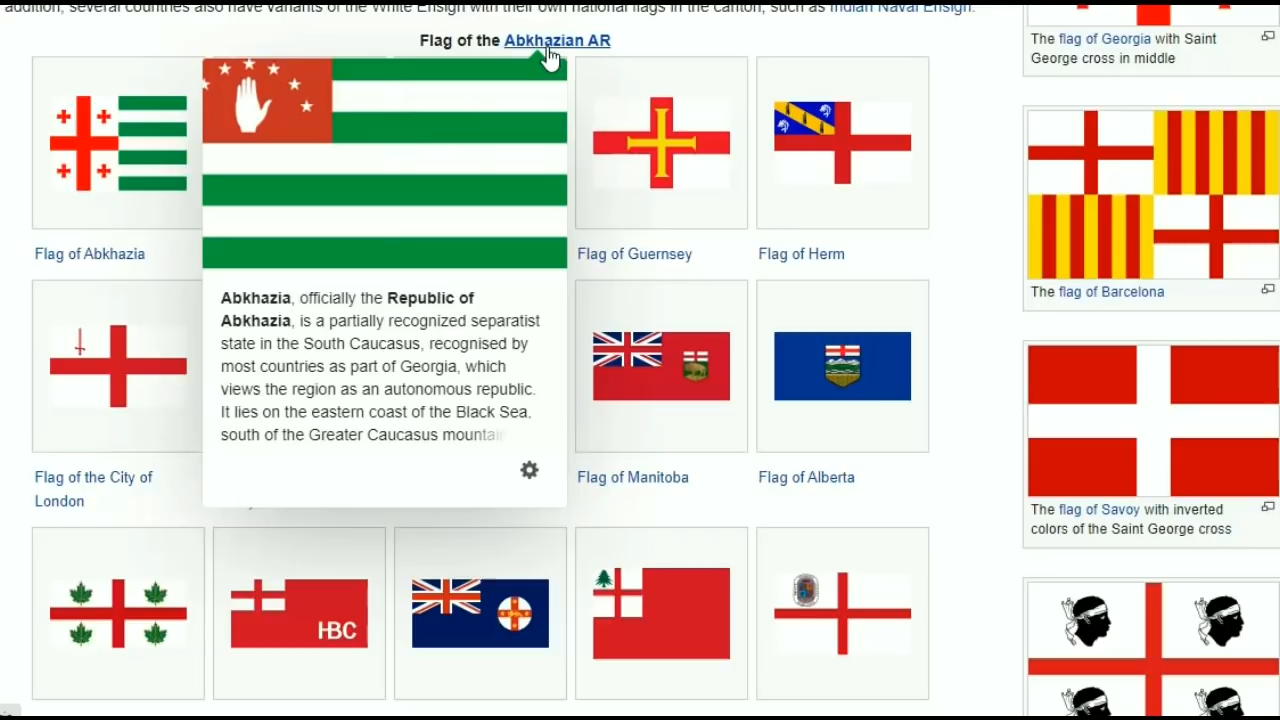 addition, several countries also have variants of the White Ensign with their own national flags in the canton, such as Indian Naval Ensign.
Flag of the Abkhazian AR
Flag of Abkhazia
Abkhazia, officially the Republic of
Abkhazia, is a partially recognized separatist
state in the South Caucasus, recognised by
most countries as part of Georgia, which
views the region as an autonomous republic.
It lies on the eastern coast of the Black Sea,
south of the Greater Caucasus mountain
Flag of Guernsey
Flag of Herm
Flag of the City of
London
Flag of Manitoba
Flag of Alberta
HBC
The flag of Georgia with Saint
George cross in middle
The flag of Barcelona
The flag of Savoy with inverted
colors of the Saint George cross